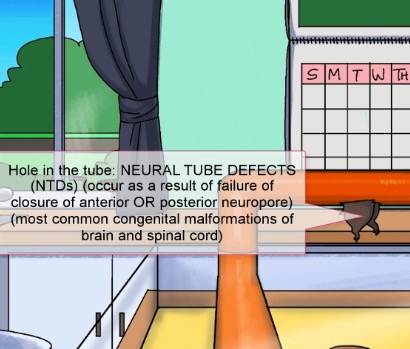 S M T W TH
Hole in the tube: NEURAL TUBE DEFECTS
(NTDs) (occur as a result of failure of
closure of anterior OR posterior neuropore)
(most common congenital malformations of
brain and spinal cord)